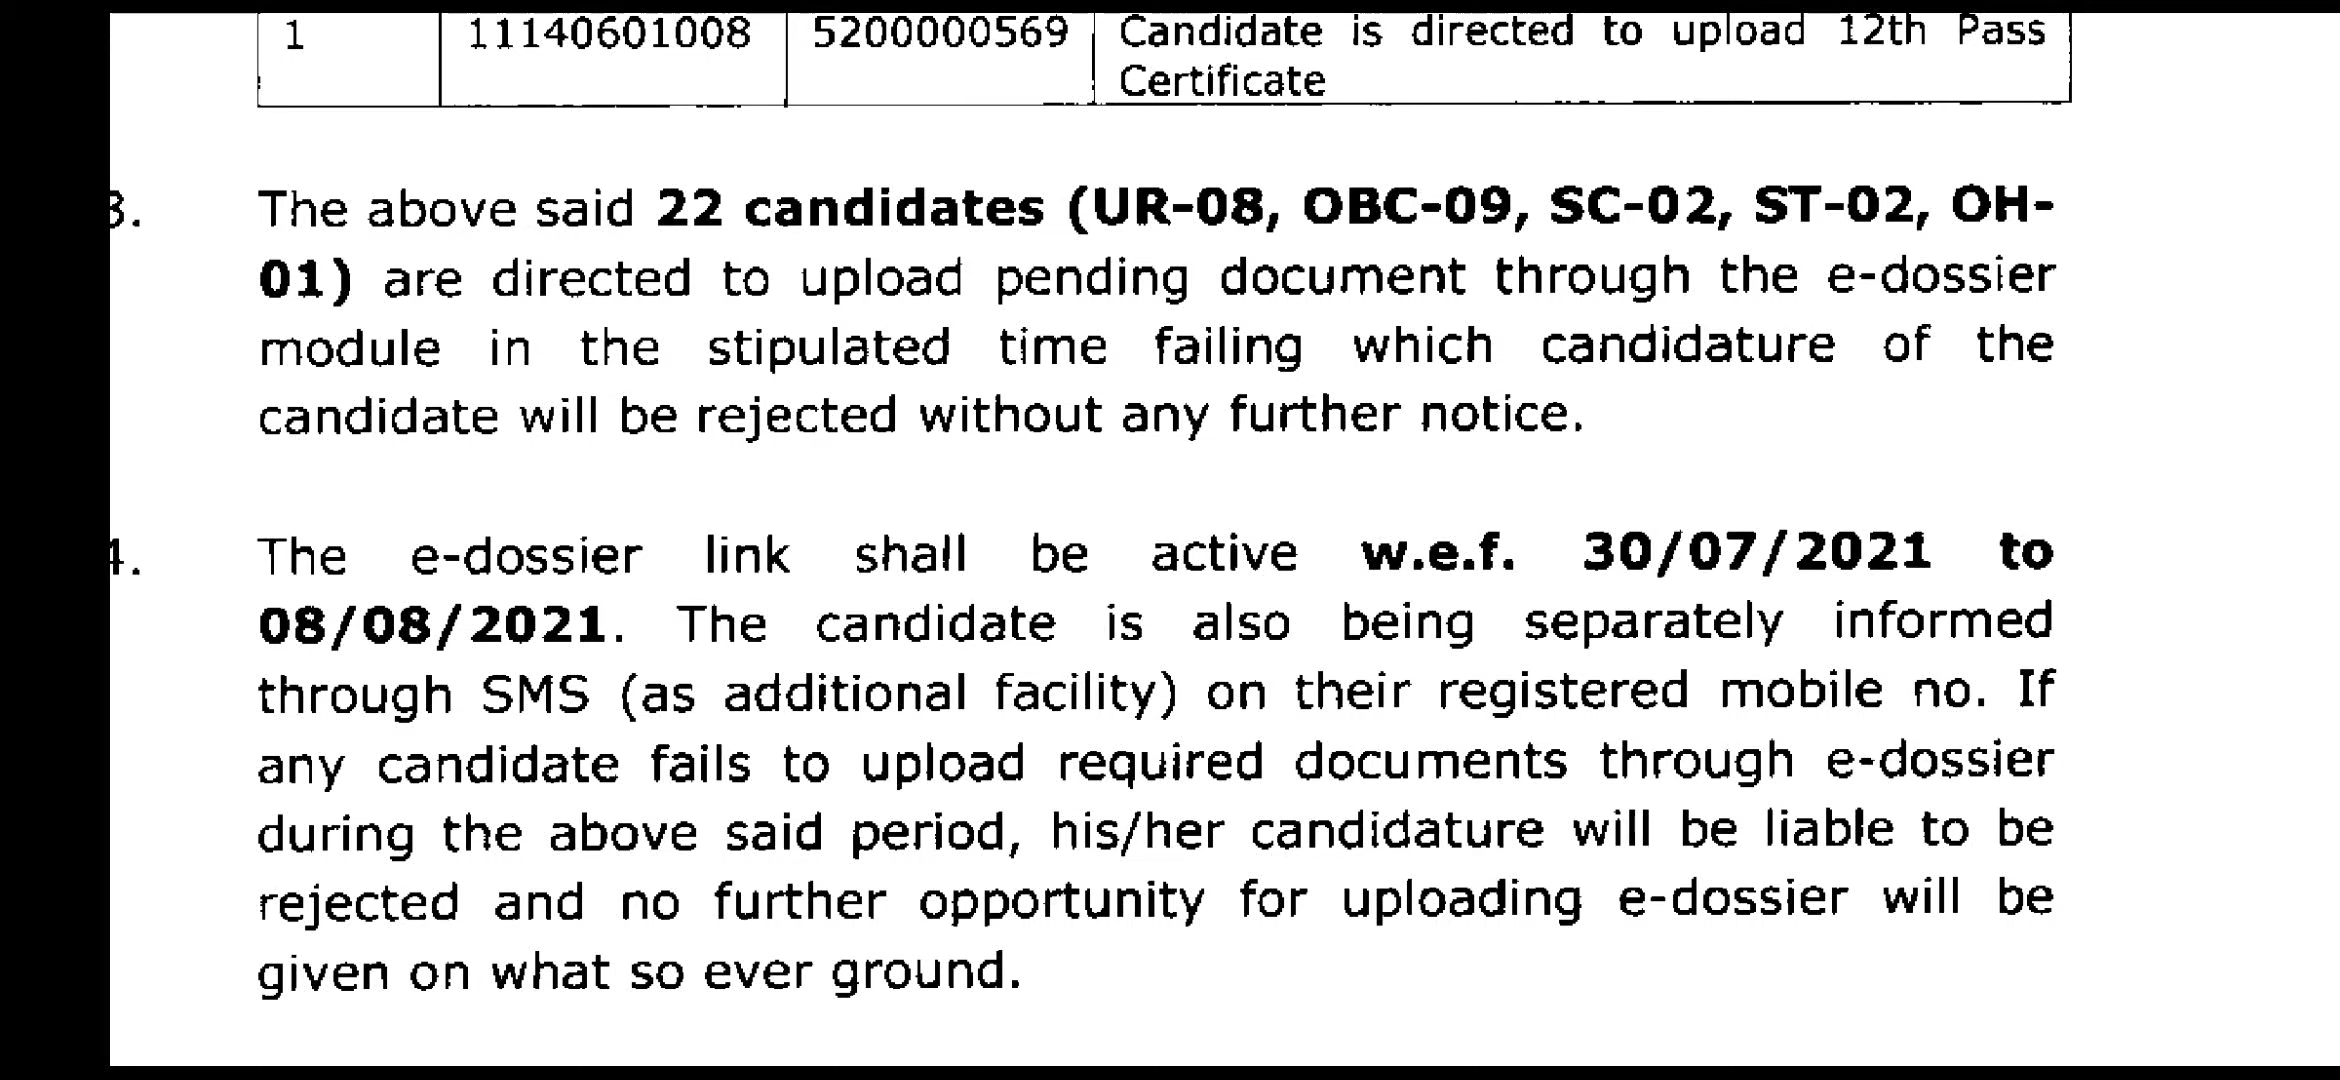 1 11140601008 5200000569 Candidate is directed to upload 12th Pass
Certificate
3. The above said 22 candidates (UR-08, OBC-09, SC-02, ST-02, OH-
01) are directed to upload pending document through the e-dossier
module in the stipulated time failing which candidature of the
candidate will be rejected without any further notice.
4. The e-dossier link shall be active w.e.f. 30/07/2021 to
08/08/2021. The candidate is also being separately informed
through SMS (as additional facility) on their registered mobile no. If
any candidate fails to upload required documents through e-dossier
during the above said period, his/her candidature will be liable to be
rejected and no further opportunity for uploading e-dossier will be
given on what so ever ground.